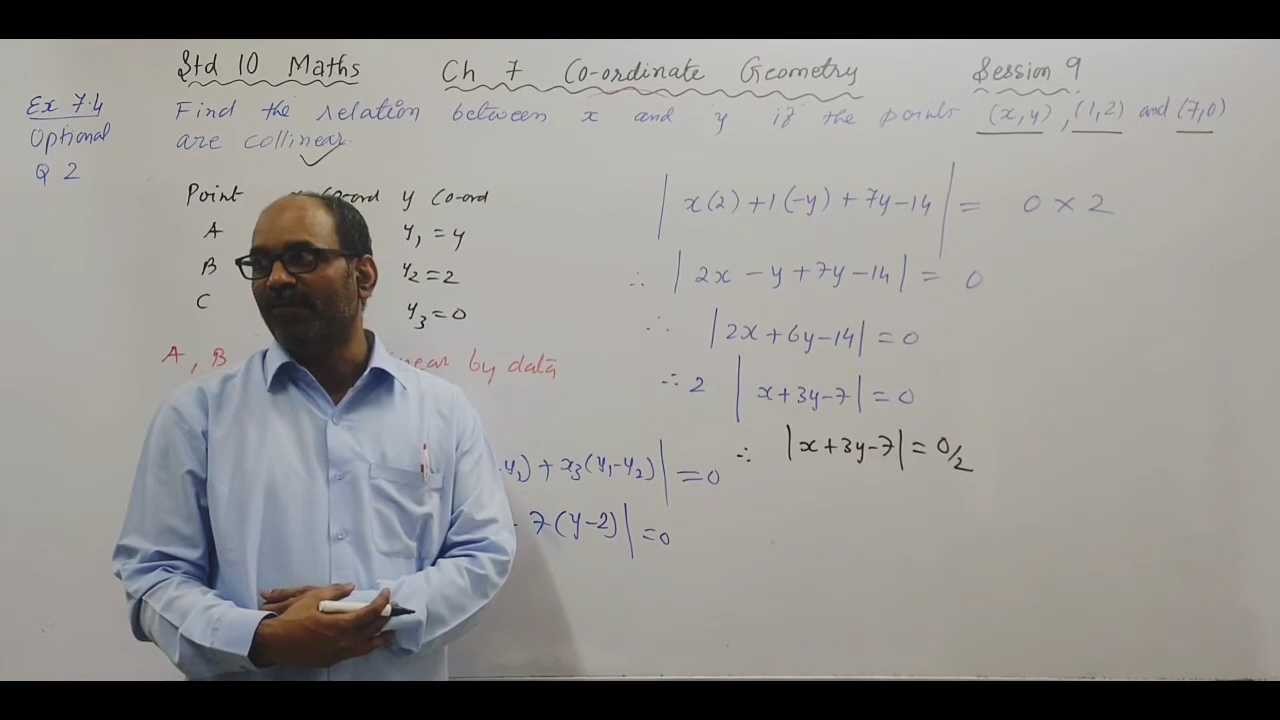 Std 10 Maths Ch 7 Co-ordinate Geometry Session 9
Ex 7.4
Optional
Q 2
Find the relation between x and y if the points (x,y), (1,2) and (7,0)
are collinear.
Point Co-ord y Co-ord
A y₁ = y
B y₂ = 2
C y₃ = 0
A, B by data
y₁) + x₃(y₁-y₂)| = 0
7(y-2)| = 0
|x(2) + 1(-y) + 7y - 14| = 0 × 2
∴ |2x - y + 7y - 14| = 0
∴ |2x + 6y - 14| = 0
∴ 2 |x + 3y - 7| = 0
∴ |x + 3y - 7| = 0/2